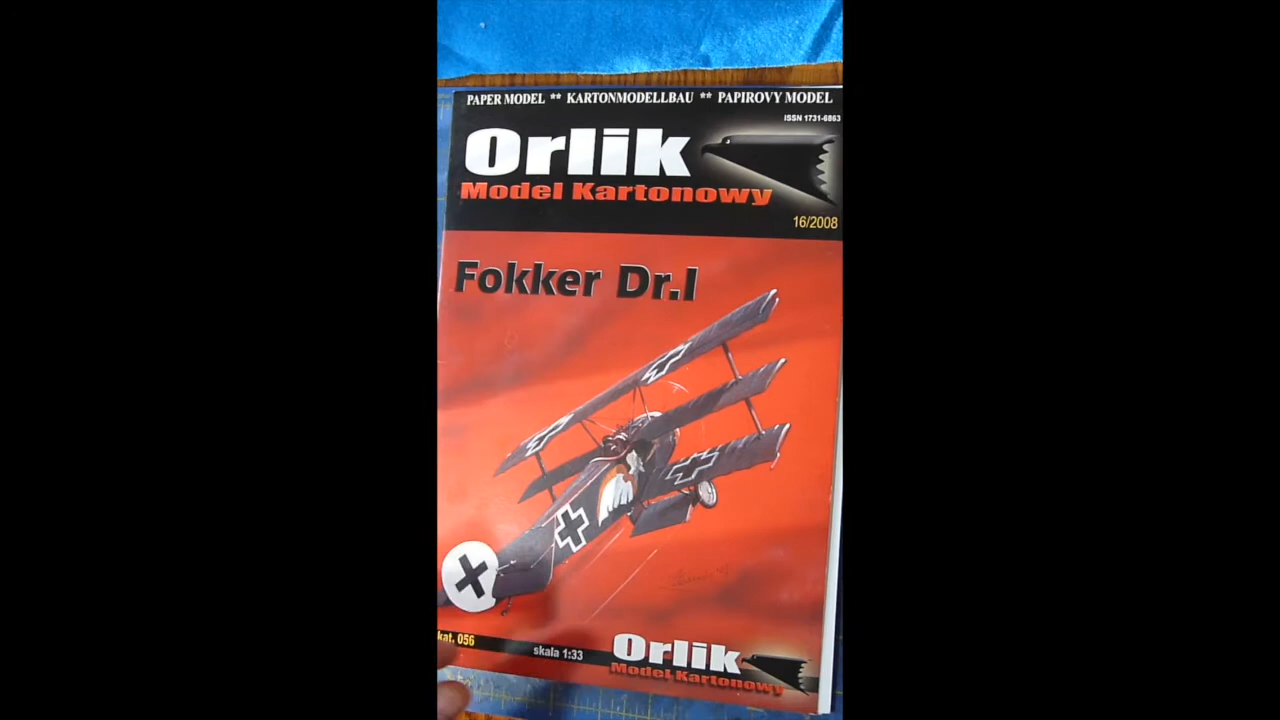 PAPER MODEL ** KARTONMODELLBAU ** PAPIROVY MODEL
ISSN 1731-6863
Orlik
Model Kartonowy
16/2008
Fokker Dr.I
kat. 056
skala 1:33
Orlik
Model Kartonowy